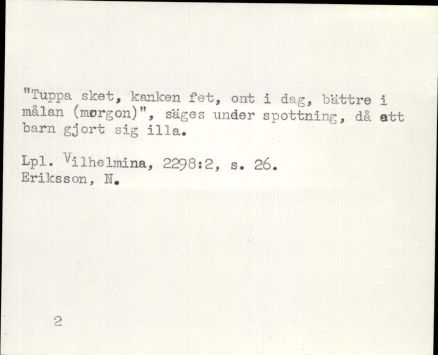 "Tuppa sket, kanken fet, ont i dag, bättre i
målan (morgon)", säges under spottning, då ett
barn gjort sig illa.
Lpl. Vilhelmina, 2298:2, s. 26.
Eriksson, N.
2